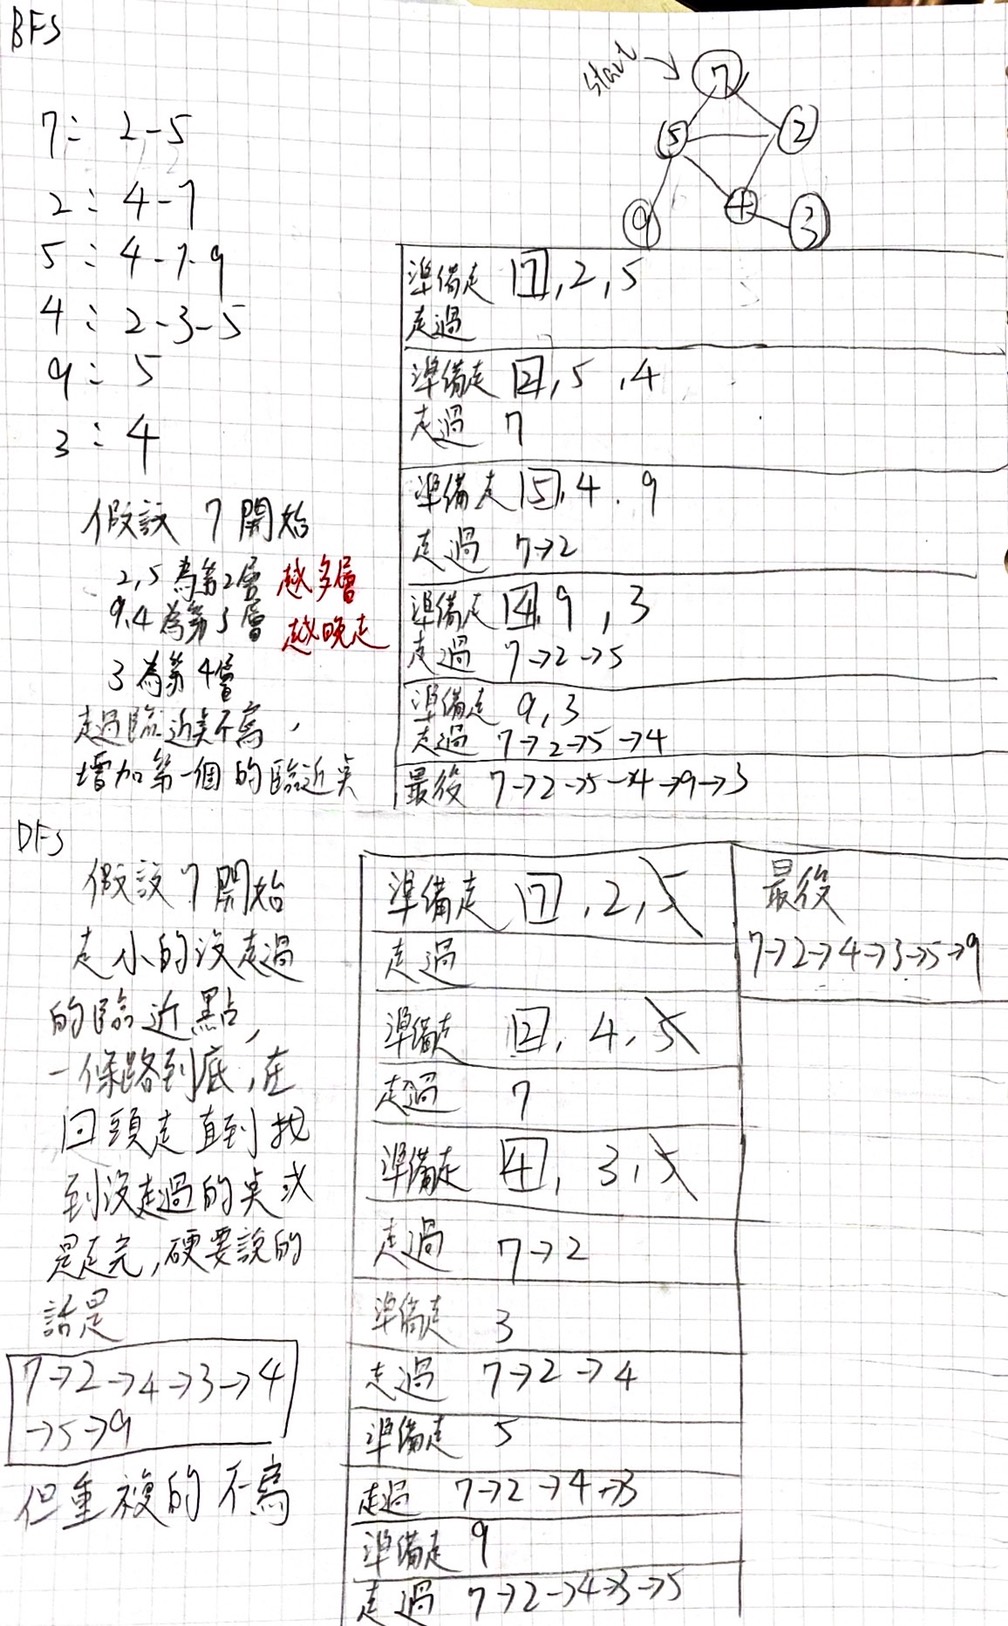 BFS
start
7
5
2
9
4
3
7: 2-5
2: 4-7
5: 4-7-9
4: 2-3-5
9: 5
3: 4
假設 7 開始
2,5 為第2層 越多層
9,4 為第3層 越晚走
3 為第4層
走過臨近點不寫,
增加第一個的臨近点
準備走 7,2,5
走過
準備走 2,5,4
走過 7
準備走 5,4,9
走過 7→2
準備走 4,9,3
走過 7→2→5
準備走 9,3
走過 7→2→5→4
最後 7→2→5→4→9→3
DFS
假設 7 開始
走小的沒走過
的臨近點,
一條路到底,在
回頭走直到找
到沒走過的点或
是走完,硬要說的
話是
7→2→4→3→4
→5→9
但重複的不寫
準備走 7,2,5
走過
準備走 2,4,5
走過 7
準備走 4,3,5
走過 7→2
準備走 3
走過 7→2→4
準備走 5
走過 7→2→4→3
準備走 9
走過 7→2→4→3→5
最後
7→2→4→3→5→9